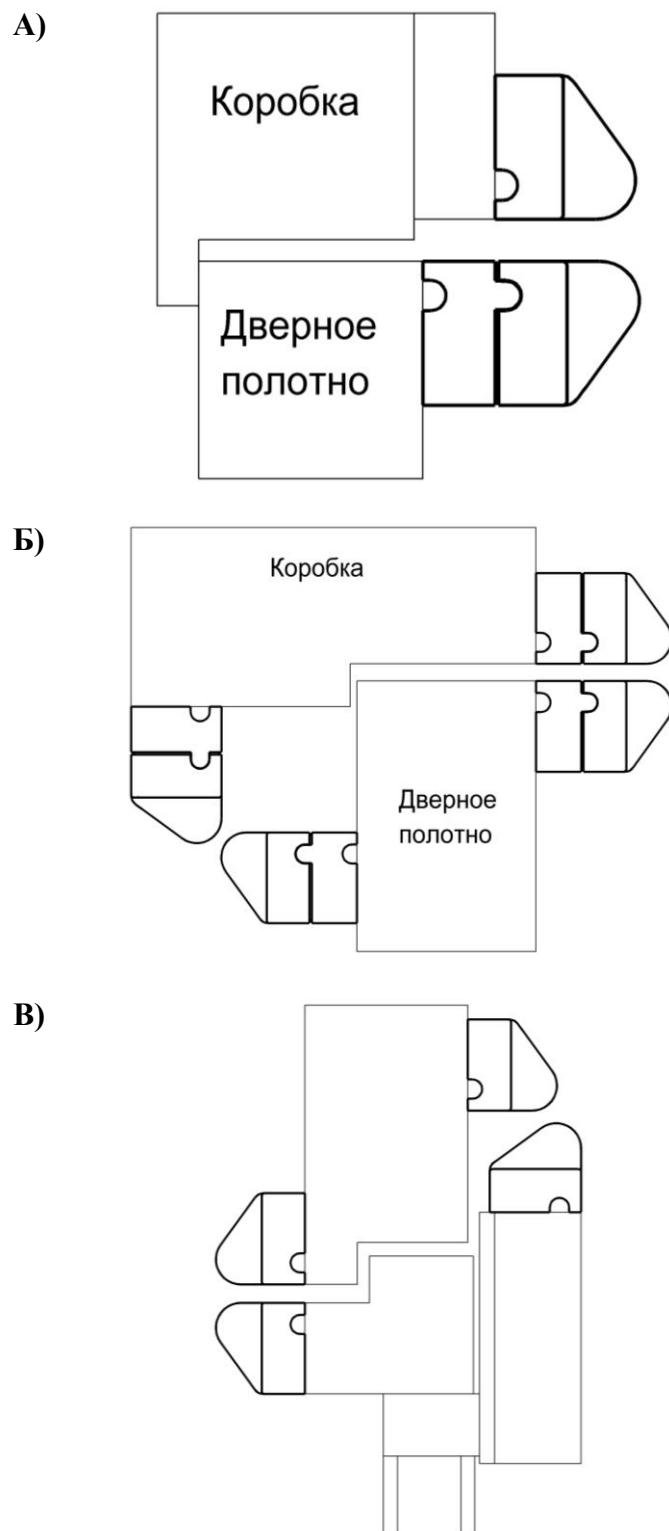 А)
Коробка
Дверное
полотно
Б)
Коробка
Дверное
полотно
В)